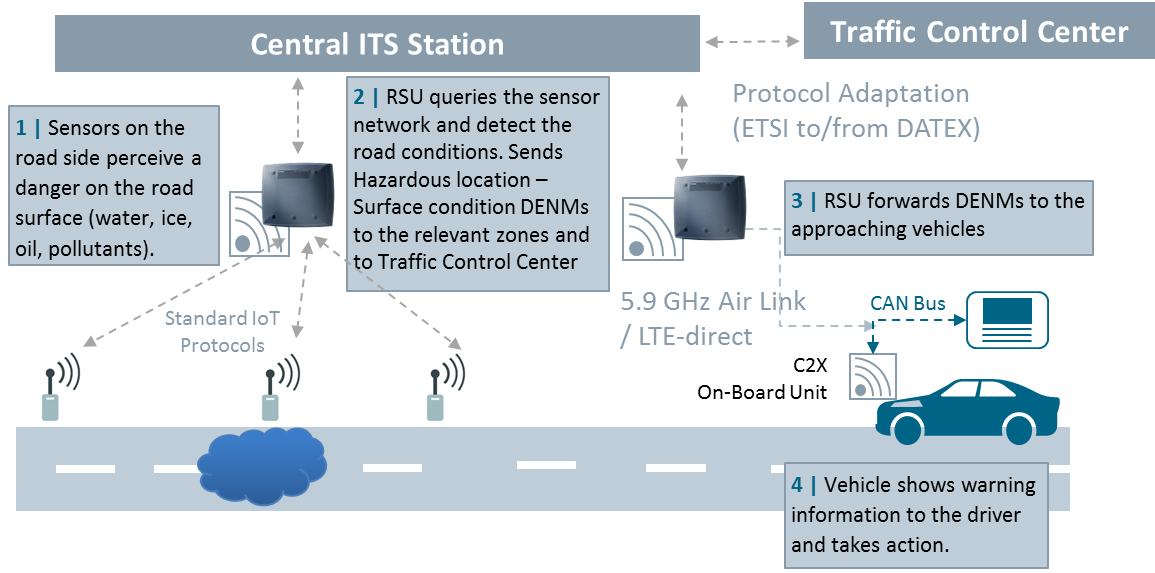 Central ITS Station
Traffic Control Center
1 | Sensors on the
road side perceive a
danger on the road
surface (water, ice,
oil, pollutants).
2 | RSU queries the sensor
network and detect the
road conditions. Sends
Hazardous location –
Surface condition DENMs
to the relevant zones and
to Traffic Control Center
Protocol Adaptation
(ETSI to/from DATEX)
3 | RSU forwards DENMs to the
approaching vehicles
5.9 GHz Air Link
/ LTE-direct
CAN Bus
Standard IoT
Protocols
C2X
On-Board Unit
4 | Vehicle shows warning
information to the driver
and takes action.